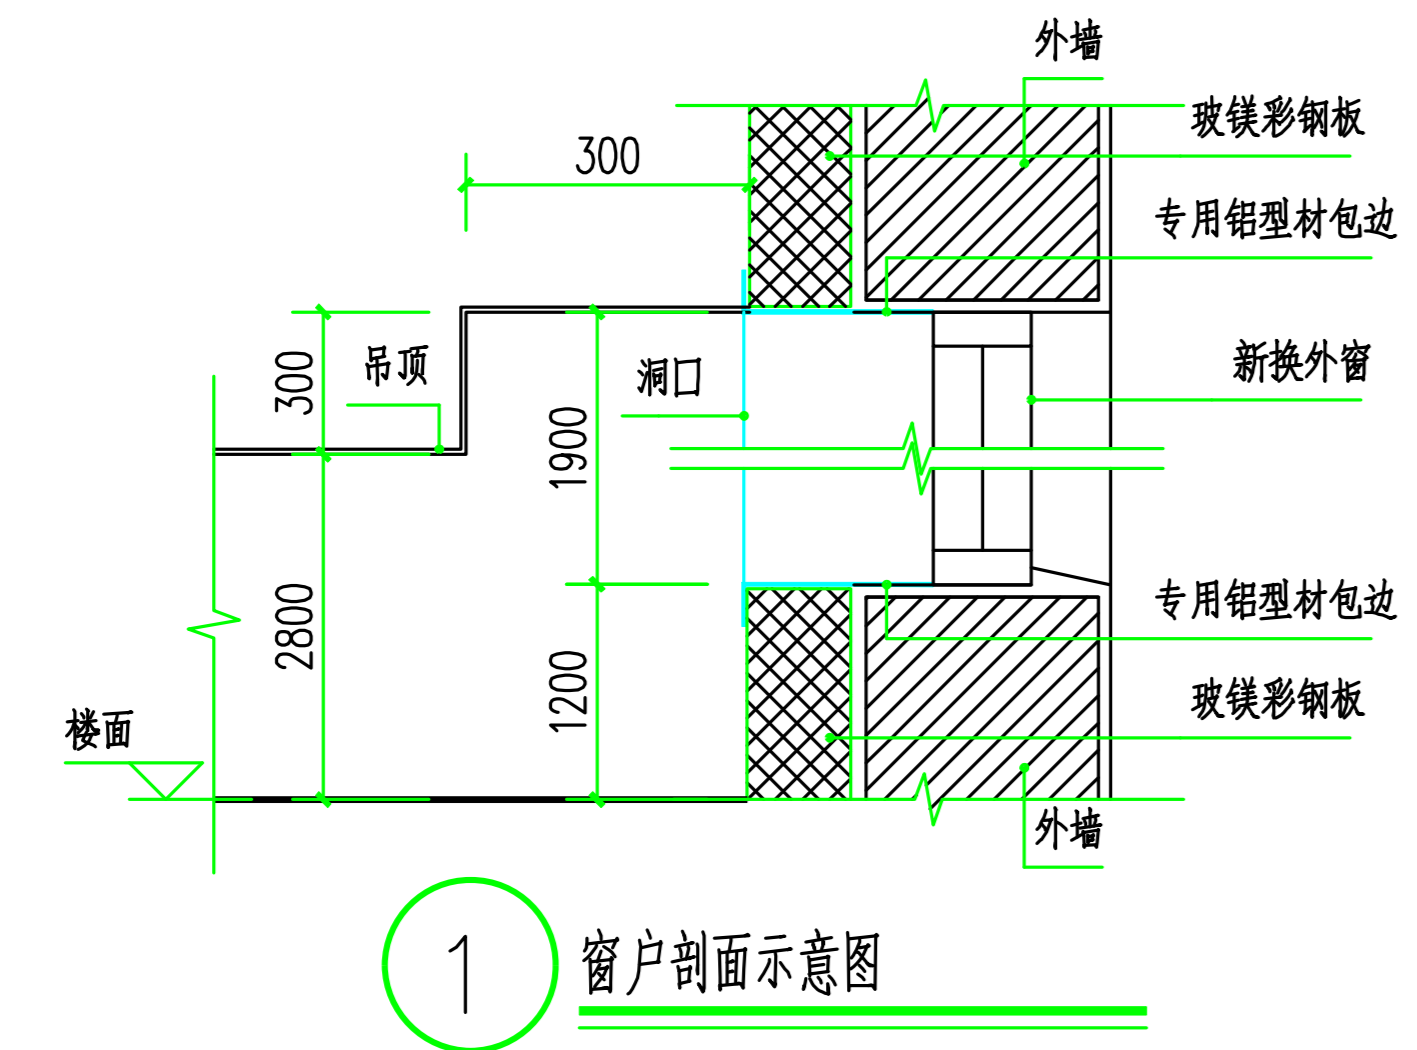 外墙
玻镁彩钢板
300
专用铝型材包边
300
吊顶
洞口
新换外窗
1900
2800
1200
专用铝型材包边
玻镁彩钢板
楼面
外墙
1
窗户剖面示意图